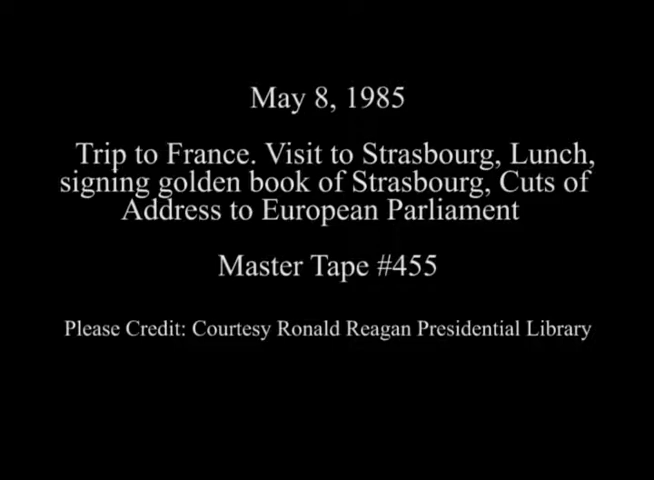 May 8, 1985
Trip to France. Visit to Strasbourg, Lunch,
signing golden book of Strasbourg, Cuts of
Address to European Parliament
Master Tape #455
Please Credit: Courtesy Ronald Reagan Presidential Library